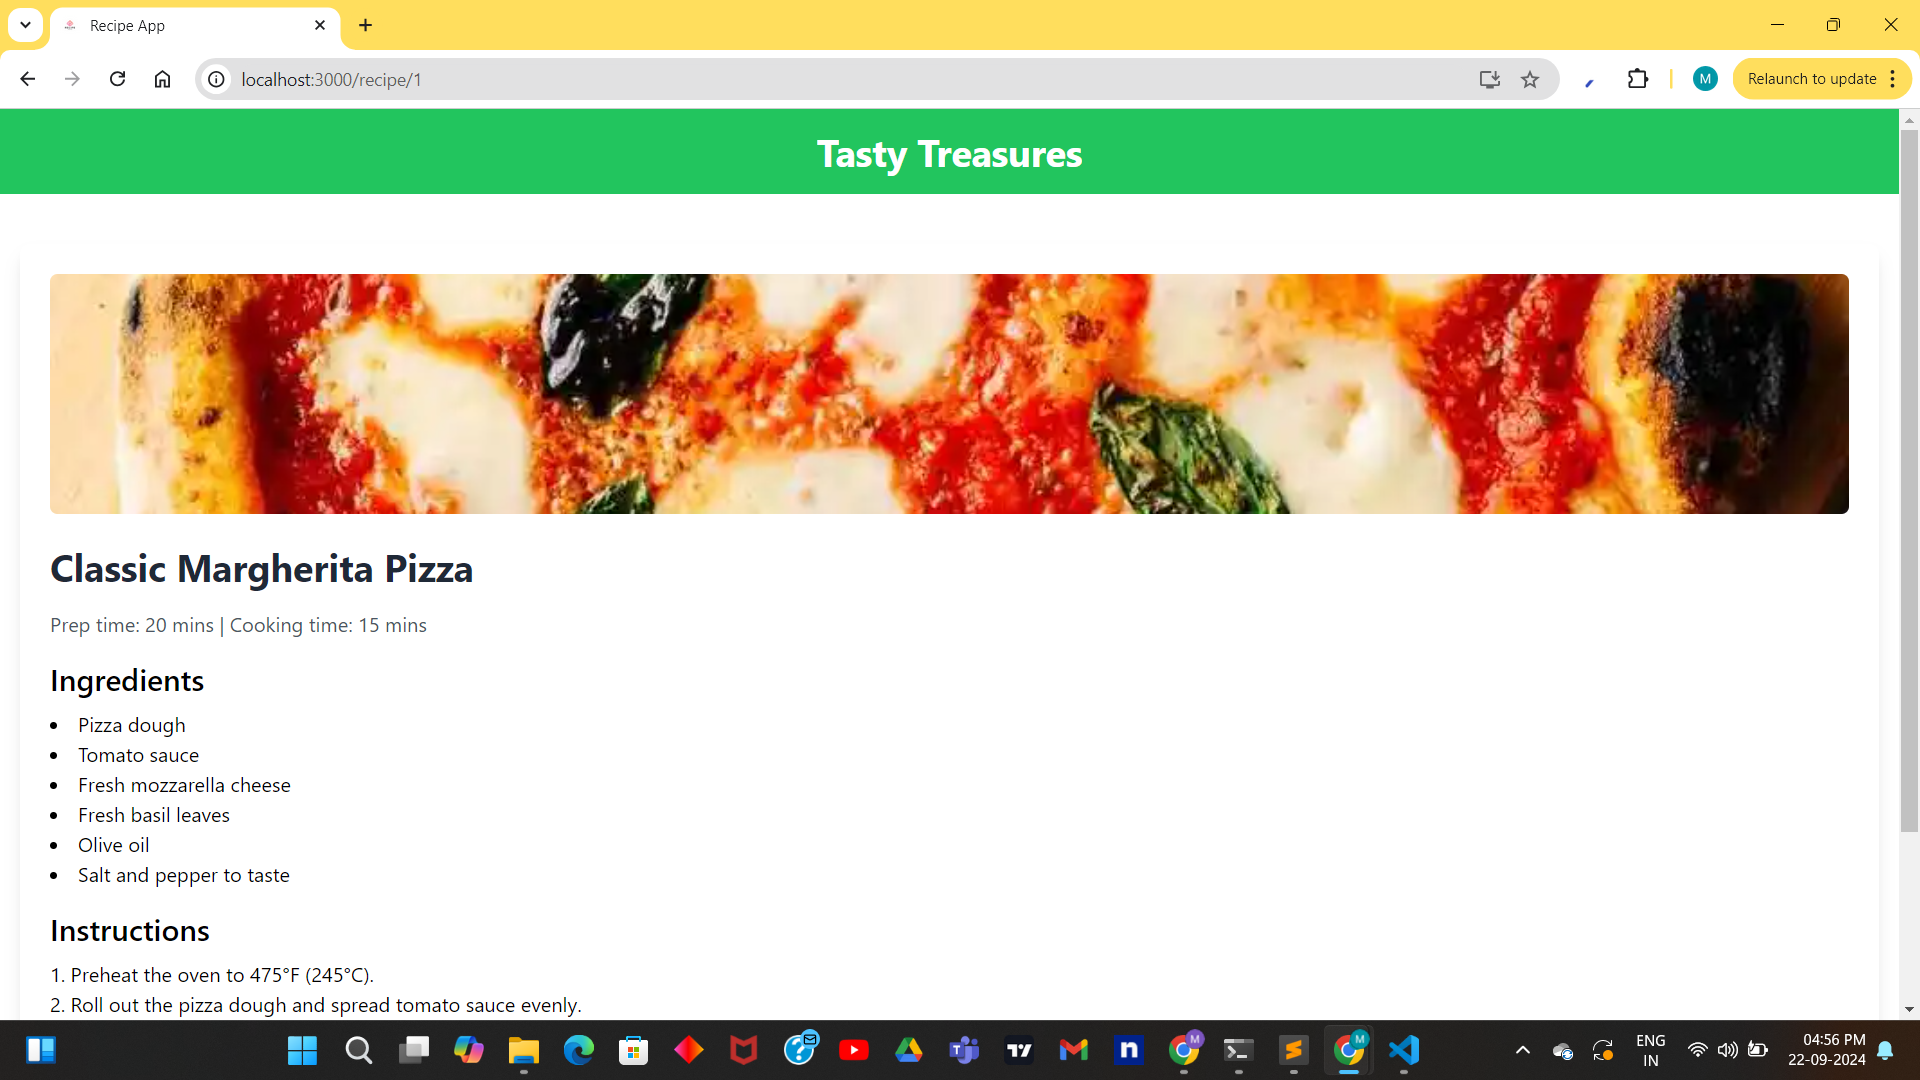 Recipe App
localhost:3000/recipe/1
M
Relaunch to update
Tasty Treasures
Classic Margherita Pizza
Prep time: 20 mins | Cooking time: 15 mins
Ingredients
Pizza dough
Tomato sauce
Fresh mozzarella cheese
Fresh basil leaves
Olive oil
Salt and pepper to taste
Instructions
1. Preheat the oven to 475°F (245°C).
2. Roll out the pizza dough and spread tomato sauce evenly.
ENG
IN
04:56 PM
22-09-2024